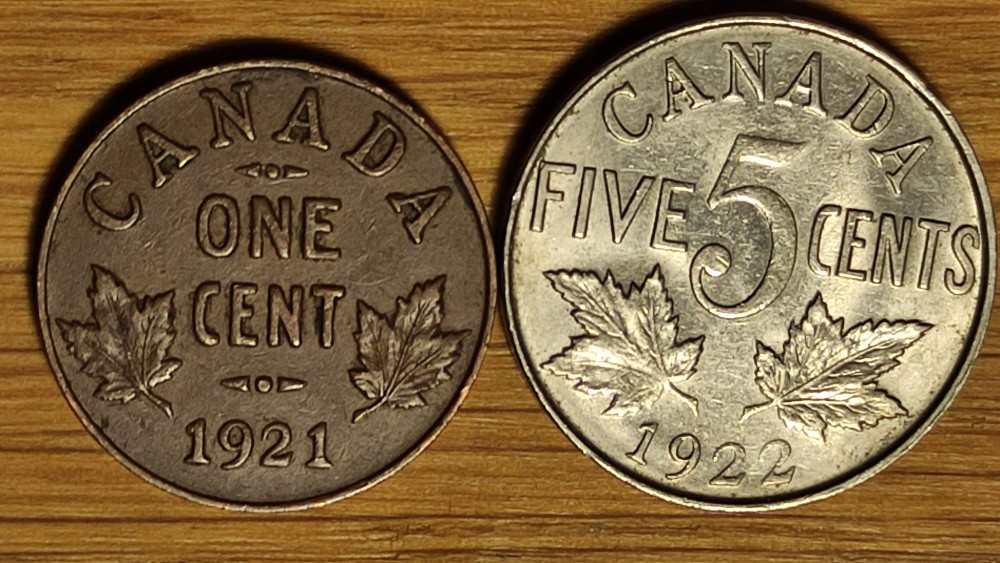 CANADA
ONE
CENT
1921
CANADA
FIVE 5 CENTS
1922